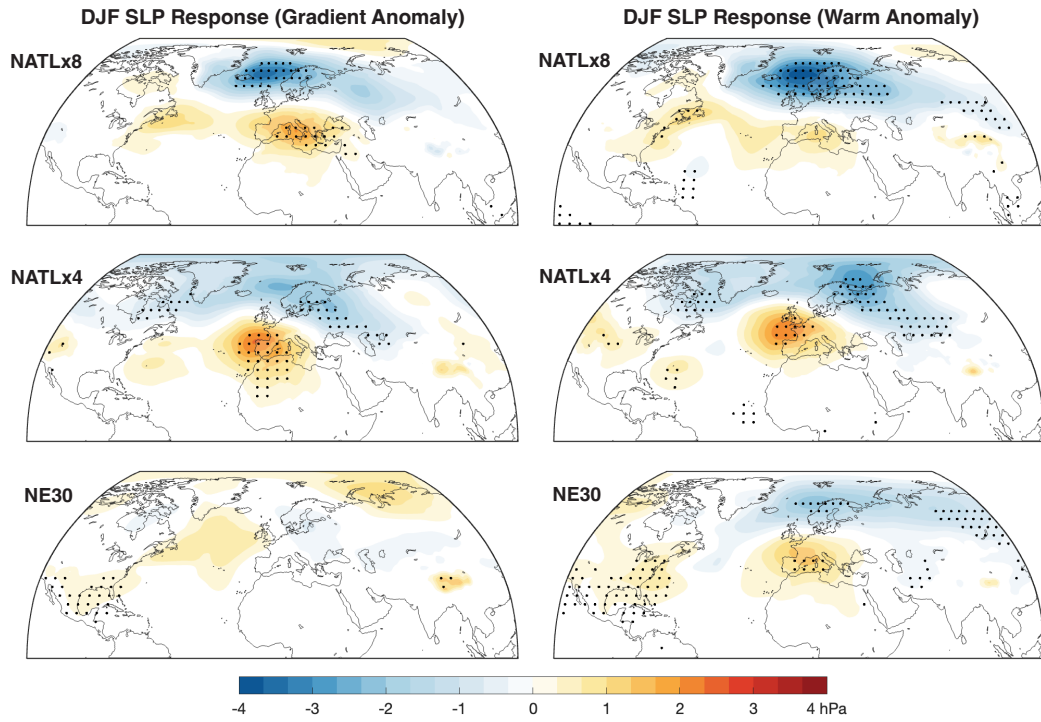 DJF SLP Response (Gradient Anomaly)
DJF SLP Response (Warm Anomaly)
NATLx8
NATLx8
NATLx4
NATLx4
NE30
NE30
-4 -3 -2 -1 0 1 2 3 4 hPa